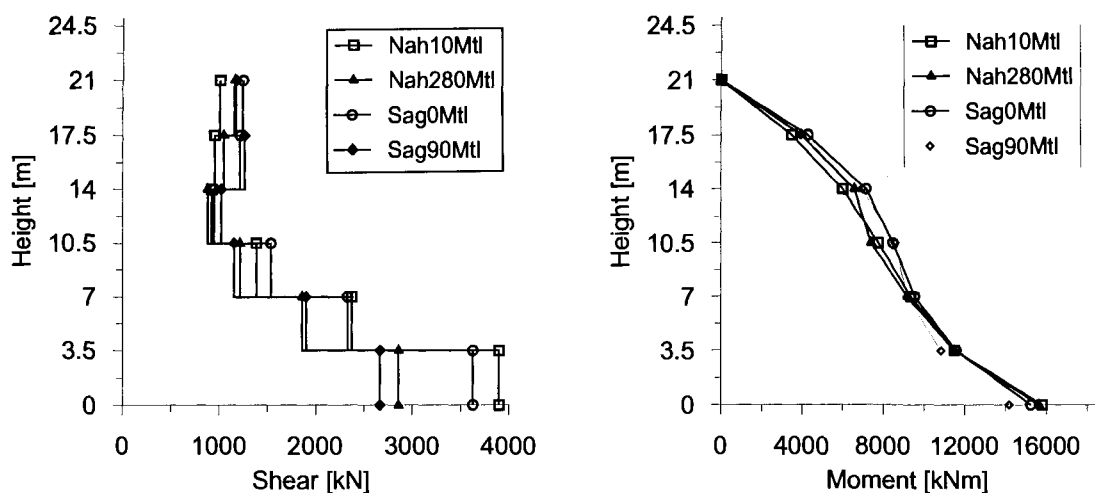 24.5
21
17.5
14
10.5
7
3.5
0
Height [m]
0
1000
2000
3000
4000
Shear [kN]
Nah10Mtl
Nah280Mtl
Sag0Mtl
Sag90Mtl
24.5
21
17.5
14
10.5
7
3.5
0
Height [m]
0
4000
8000
12000
16000
Moment [kNm]
Nah10Mtl
Nah280Mtl
Sag0Mtl
Sag90Mtl